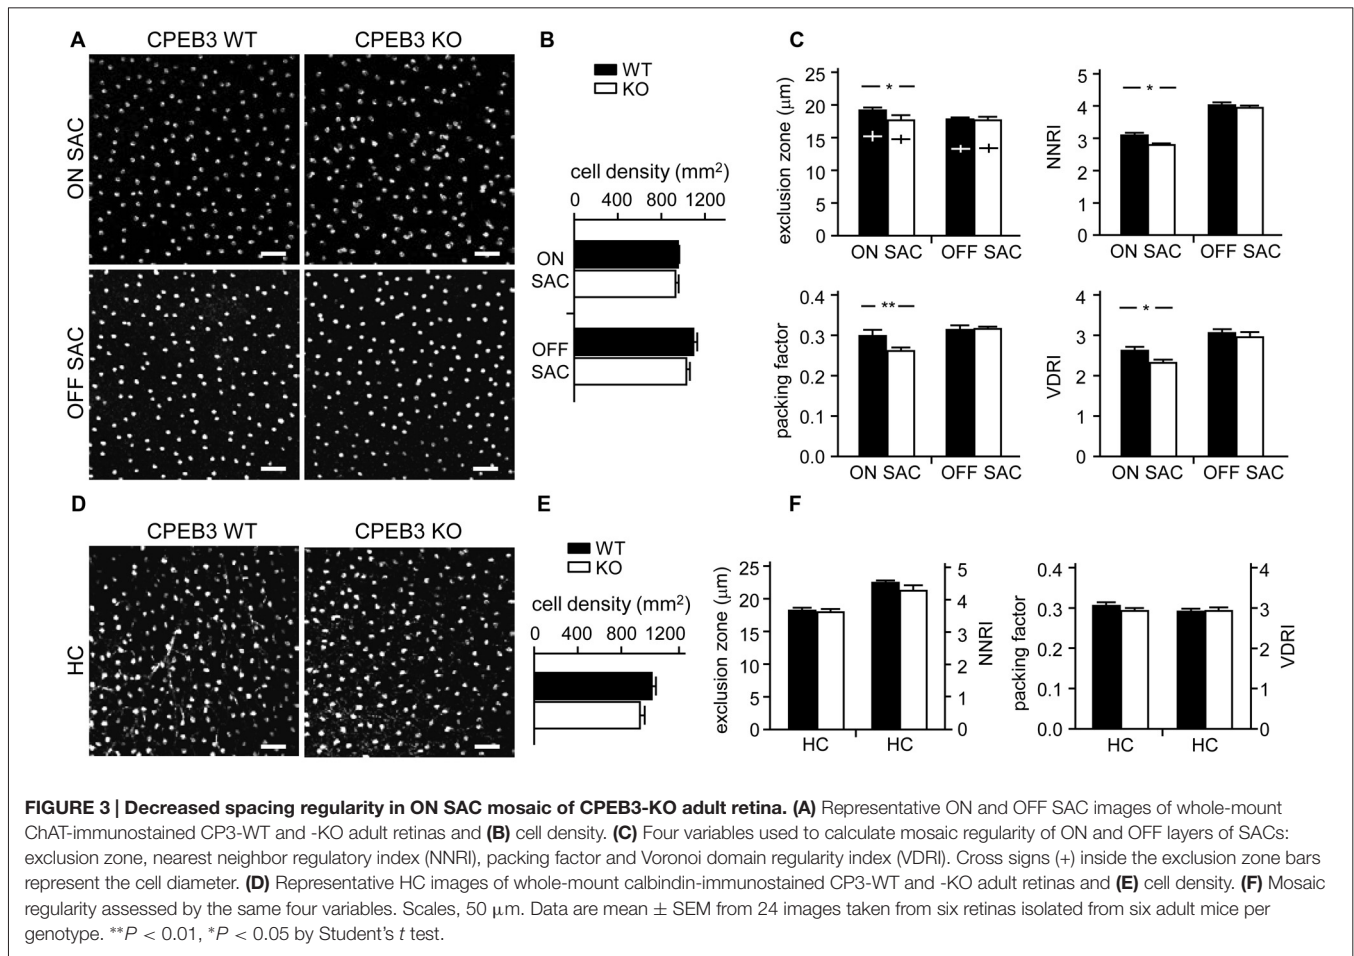 A
CPEB3 WT
CPEB3 KO
ON SAC
OFF SAC
B
WT
KO
cell density (mm²)
0 400 800 1200
ON
SAC
OFF
SAC
C
exclusion zone (μm)
25
20
15
10
5
0
*
ON SAC OFF SAC
NNRI
5
4
3
2
1
0
*
ON SAC OFF SAC
packing factor
0.4
0.3
0.2
0.1
0.0
**
ON SAC OFF SAC
VDRI
4
3
2
1
0
*
ON SAC OFF SAC
D
CPEB3 WT
CPEB3 KO
HC
E
WT
KO
cell density (mm²)
0 400 800 1200
F
exclusion zone (μm)
25
20
15
10
5
0
HC HC
5
4
3
2
1
0
NNRI
packing factor
0.4
0.3
0.2
0.1
0.0
HC HC
4
3
2
1
0
VDRI
FIGURE 3 | Decreased spacing regularity in ON SAC mosaic of CPEB3-KO adult retina. (A) Representative ON and OFF SAC images of whole-mount
ChAT-immunostained CP3-WT and -KO adult retinas and (B) cell density. (C) Four variables used to calculate mosaic regularity of ON and OFF layers of SACs:
exclusion zone, nearest neighbor regulatory index (NNRI), packing factor and Voronoi domain regularity index (VDRI). Cross signs (+) inside the exclusion zone bars
represent the cell diameter. (D) Representative HC images of whole-mount calbindin-immunostained CP3-WT and -KO adult retinas and (E) cell density. (F) Mosaic
regularity assessed by the same four variables. Scales, 50 μm. Data are mean ± SEM from 24 images taken from six retinas isolated from six adult mice per
genotype. **P < 0.01, *P < 0.05 by Student's t test.